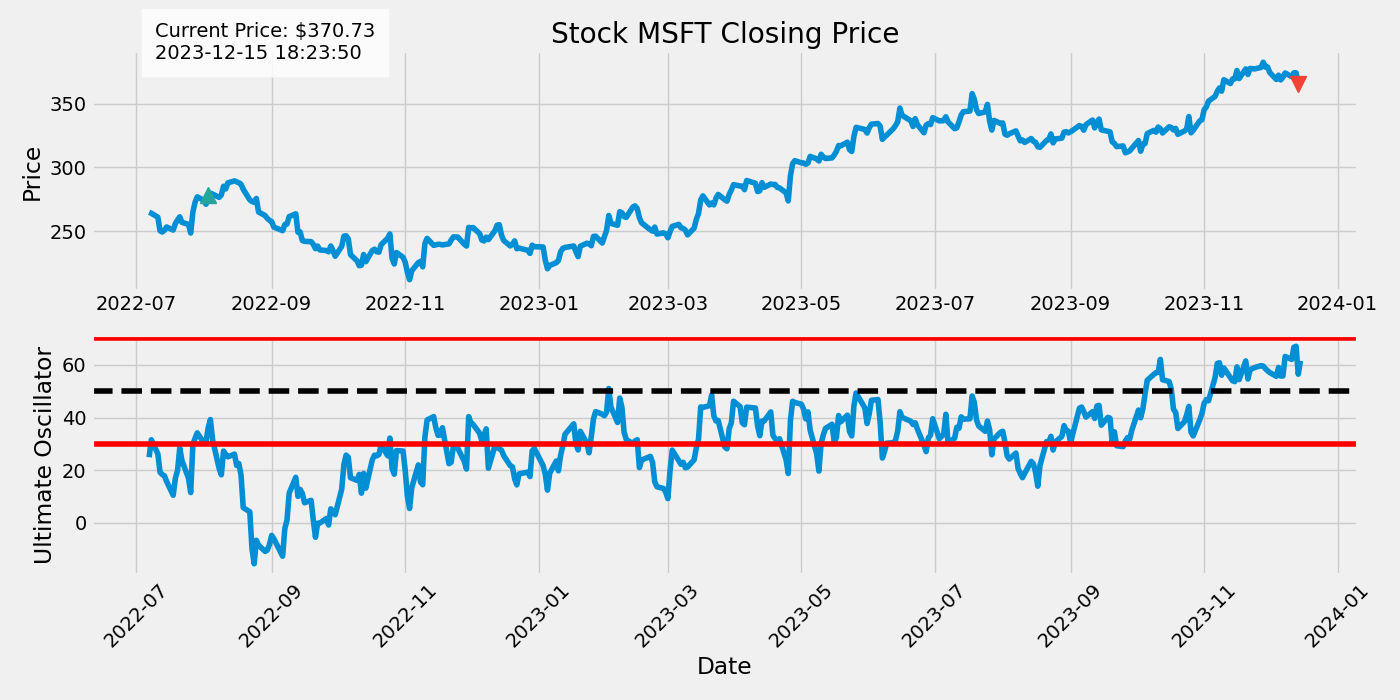 Current Price: $370.73
2023-12-15 18:23:50
Stock MSFT Closing Price
Price
350
300
250
2022-07 2022-09 2022-11 2023-01 2023-03 2023-05 2023-07 2023-09 2023-11 2024-01
Ultimate Oscillator
60
40
20
0
2022-07 2022-09 2022-11 2023-01 2023-03 2023-05 2023-07 2023-09 2023-11 2024-01
Date